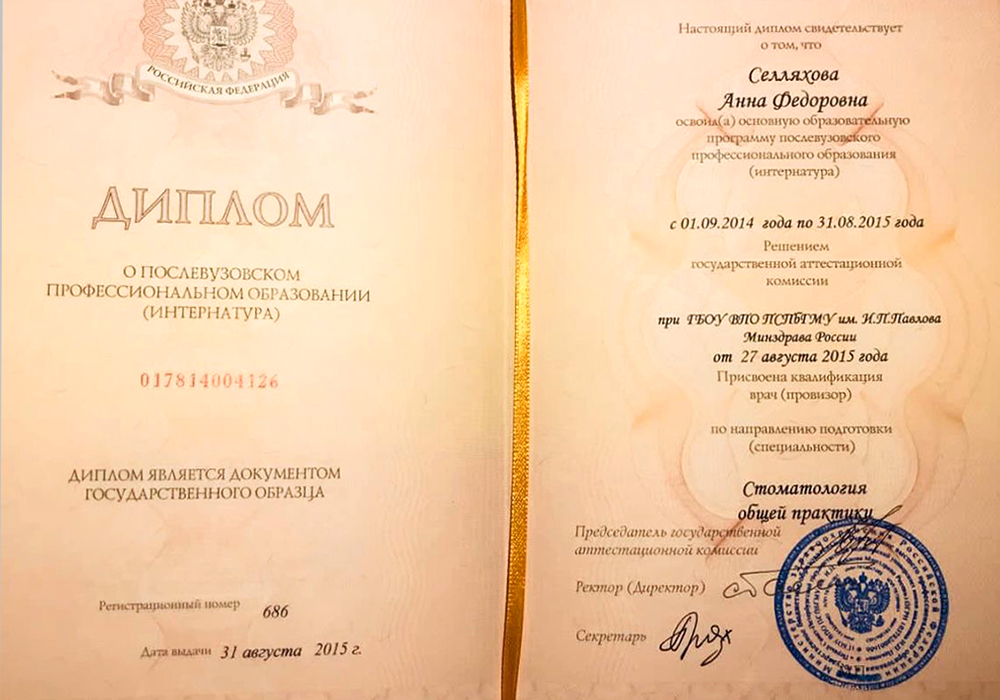 РОССИЙСКАЯ ФЕДЕРАЦИЯ
ДИПЛОМ
О ПОСЛЕВУЗОВСКОМ
ПРОФЕССИОНАЛЬНОМ ОБРАЗОВАНИИ
(ИНТЕРНАТУРА)
017814004126
ДИПЛОМ ЯВЛЯЕТСЯ ДОКУМЕНТОМ
ГОСУДАРСТВЕННОГО ОБРАЗЦА
Регистрационный номер 686
Дата выдачи 31 августа 2015 г.
Настоящий диплом свидетельствует
о том, что
Селляхова
Анна Федоровна
освоил(а) основную образовательную
программу послевузовского
профессионального образования
(интернатура)
с 01.09.2014 года по 31.08.2015 года
Решением
государственной аттестационной
комиссии
при ГБОУ ВПО ПСПбГМУ им. И.П.Павлова
Минздрава России
от 27 августа 2015 года
Присвоена квалификация
врач (провизор)
по направлению подготовки
(специальности)
Стоматология
общей практики
Председатель государственной
аттестационной комиссии
Ректор (Директор)
Секретарь